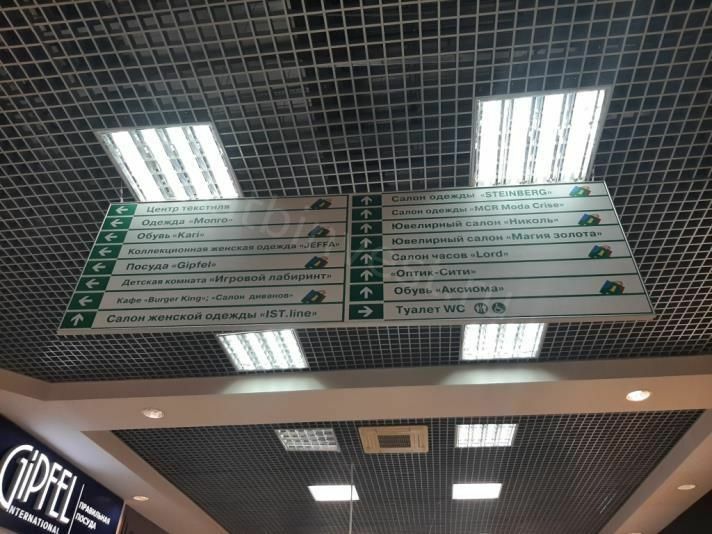 Центр текстиля
Одежда «Monro»
Обувь «Kari»
Коллекционная женская одежда «JEFFA»
Посуда «Gipfel»
Детская комната «Игровой лабиринт»
Кафе «Burger King»; «Салон диванов»
Салон женской одежды «IST.line»
Салон одежды «STEINBERG»
Салон одежды «MCR Moda Crise»
Ювелирный салон «Николь»
Ювелирный салон «Магия золота»
Салон часов «Lord»
«Оптик-Сити»
Обувь «Аксиома»
Туалет WC
GIPFEL
INTERNATIONAL
ПРАВИЛЬНАЯ
ПОСУДА